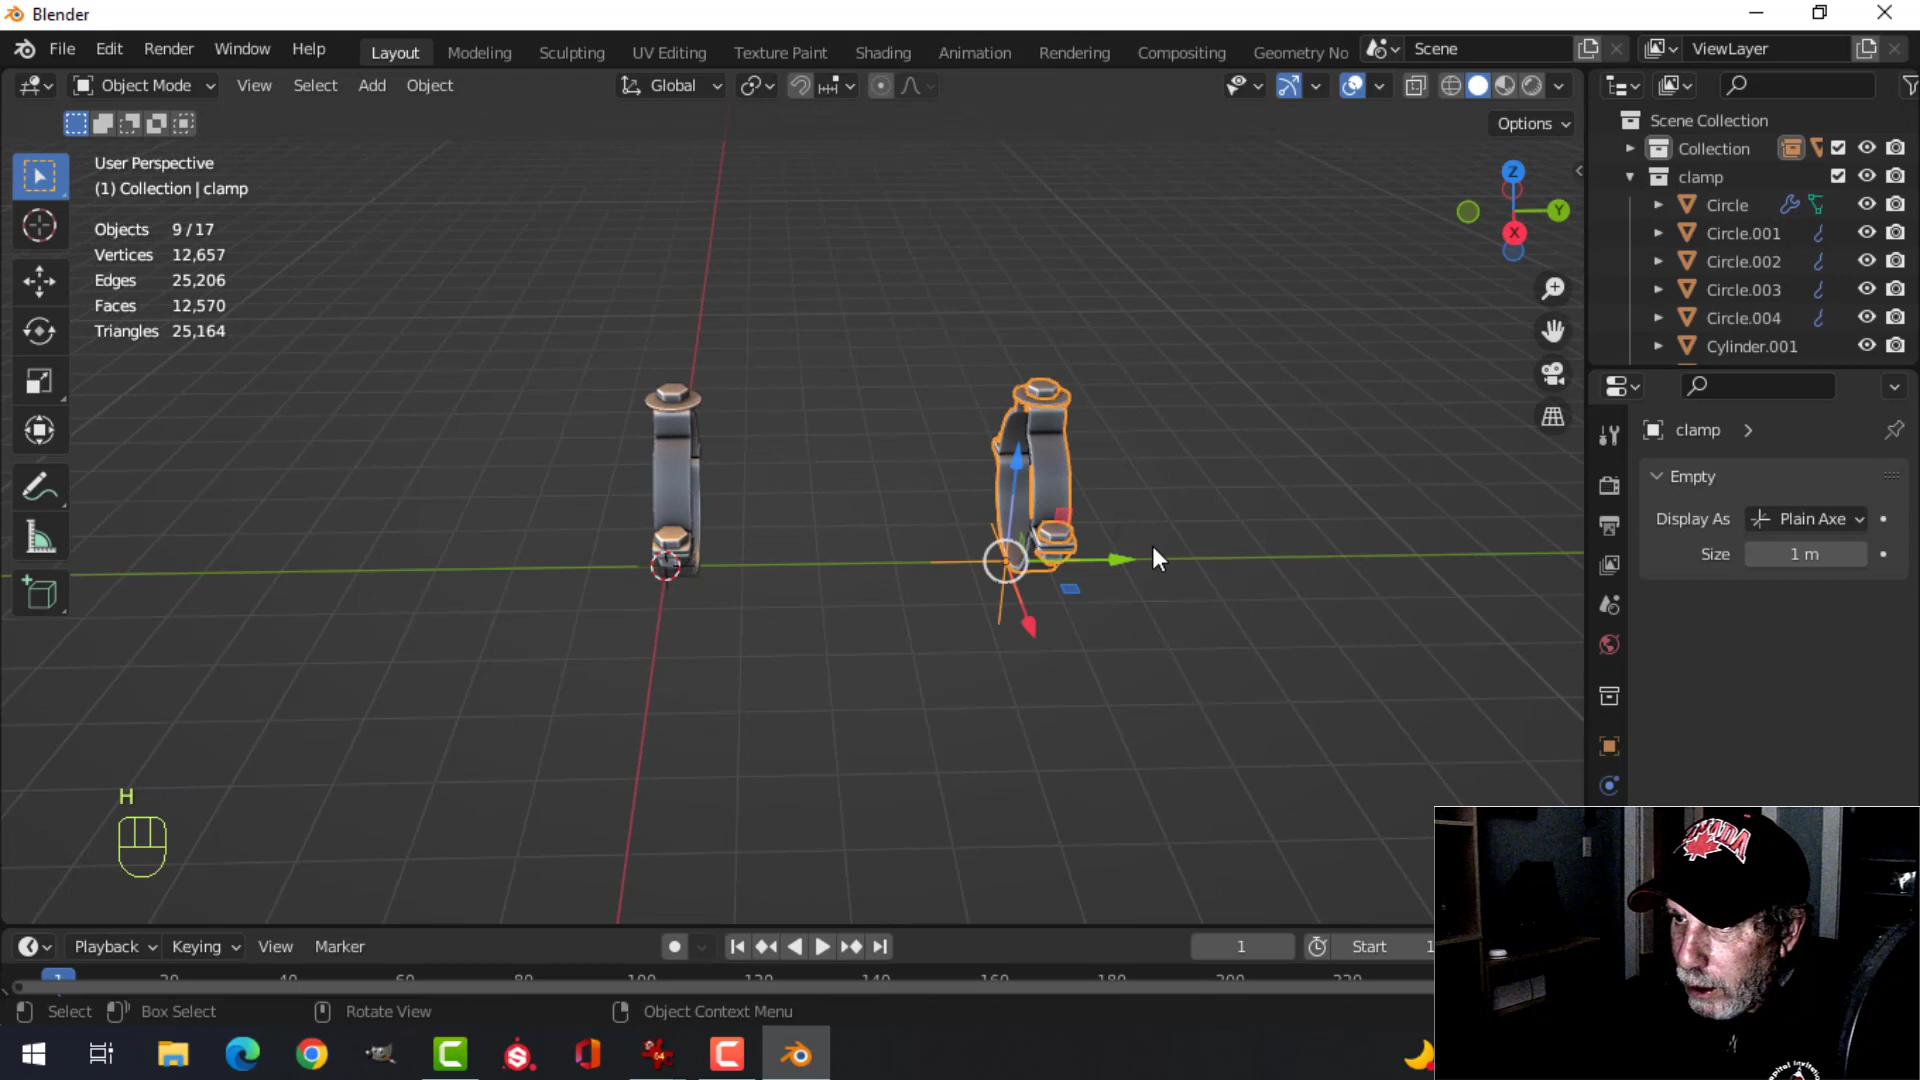 Blender
File Edit Render Window Help
Layout Modeling Sculpting UV Editing Texture Paint Shading Animation Rendering Compositing Geometry No
Scene
ViewLayer
Object Mode View Select Add Object
Global
Options
User Perspective
(1) Collection | clamp
Objects 9 / 17
Vertices 12,657
Edges 25,206
Faces 12,570
Triangles 25,164
Z
Y
X
Scene Collection
Collection
clamp
Circle
Circle.001
Circle.002
Circle.003
Circle.004
Cylinder.001
clamp
Empty
Display As Plain Axe
Size 1 m
H
Playback Keying View Marker
1
Start 1
1
Select Box Select Rotate View Object Context Menu